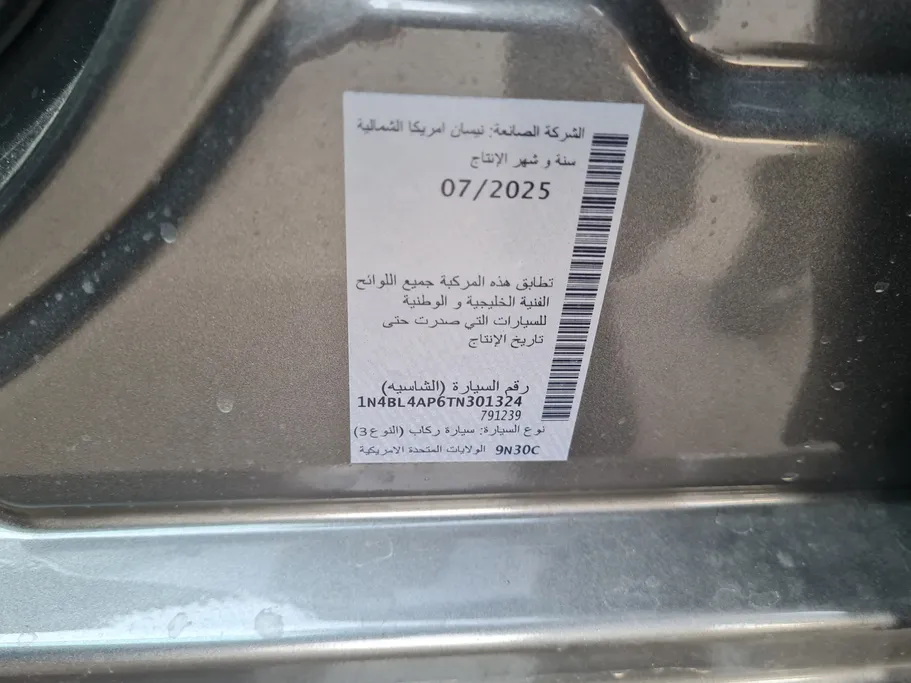 الشركة الصانعة: نيسان امريكا الشمالية
سنة و شهر الإنتاج
07/2025
تطابق هذه المركبة جميع اللوائح
الفنية الخليجية و الوطنية
للسيارات التي صدرت حتى
تاريخ الإنتاج
رقم السيارة (الشاسيه)
1N4BL4AP6TN301324
791239
نوع السيارة: سيارة ركاب (النوع 3)
9N30C الولايات المتحدة الامريكية